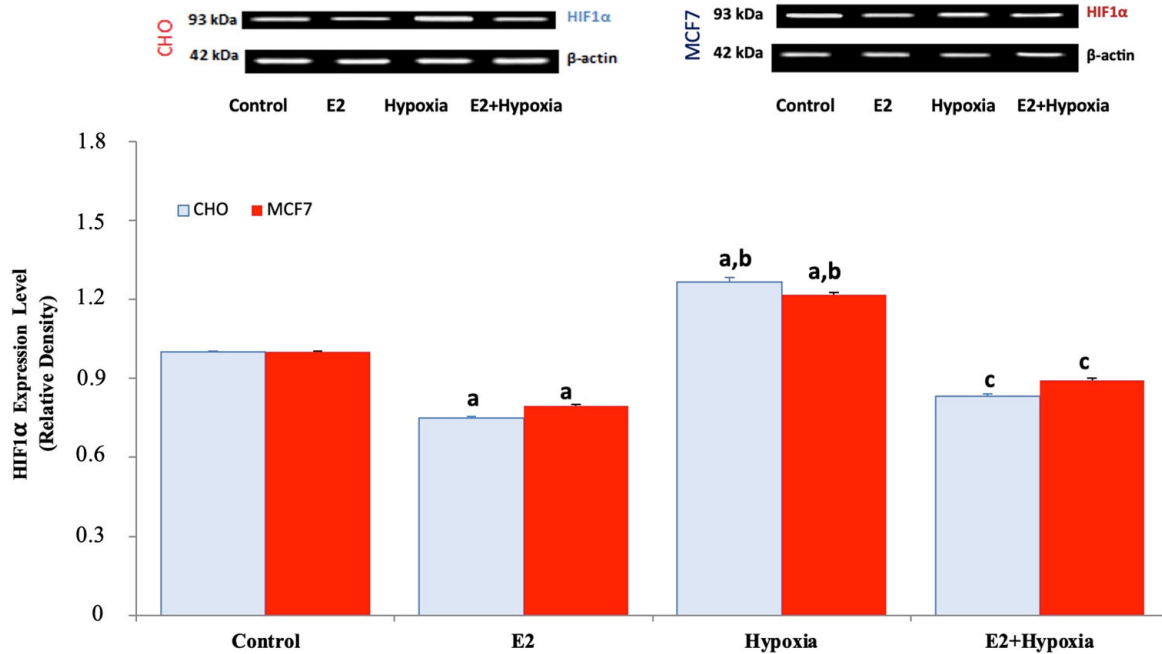 CHO
93 kDa
HIF1α
42 kDa
β-actin
Control E2 Hypoxia E2+Hypoxia
MCF7
93 kDa
HIF1α
42 kDa
β-actin
Control E2 Hypoxia E2+Hypoxia
HIF1α Expression Level
(Relative Density)
1.8
1.5
1.2
0.9
0.6
0.3
0
CHO MCF7
a a
a,b a,b
c c
Control E2 Hypoxia E2+Hypoxia